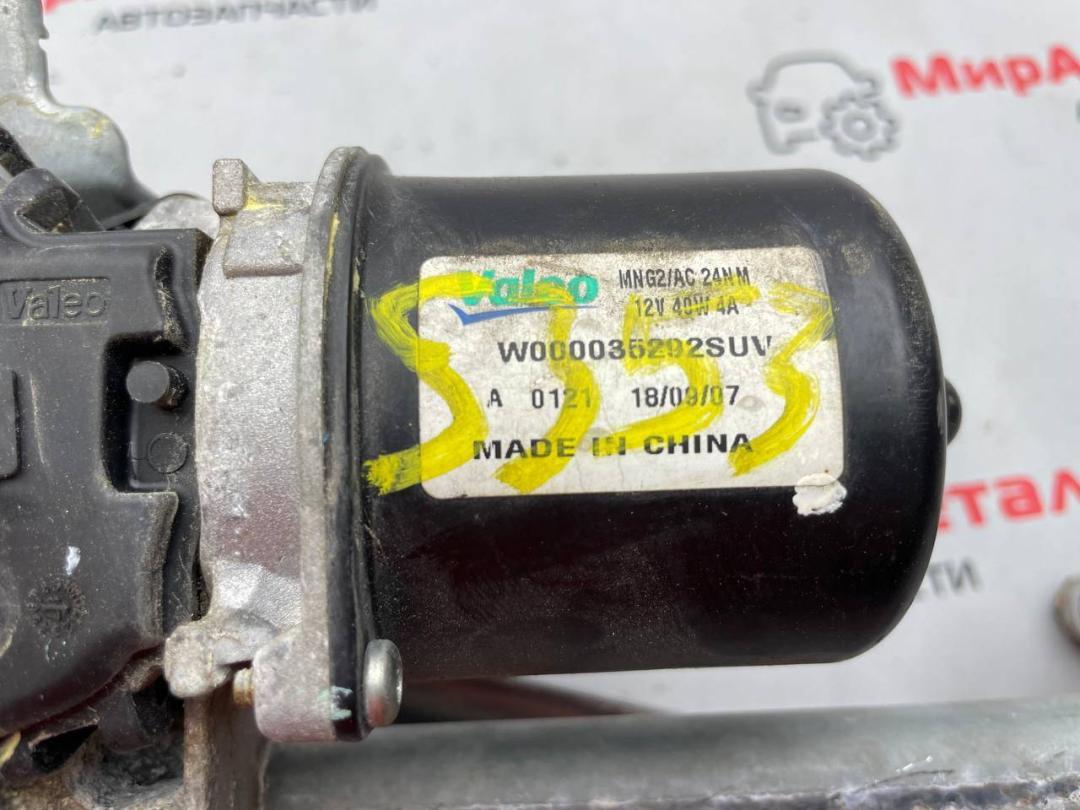 АВТОЗАПЧАСТИ
МирА
Valeo
Valeo
MNG2/AC 24NM
12V 40W 4A
W000035292SUV
A 0121 18/09/07
MADE IN CHINA
5353
етал
СТИ